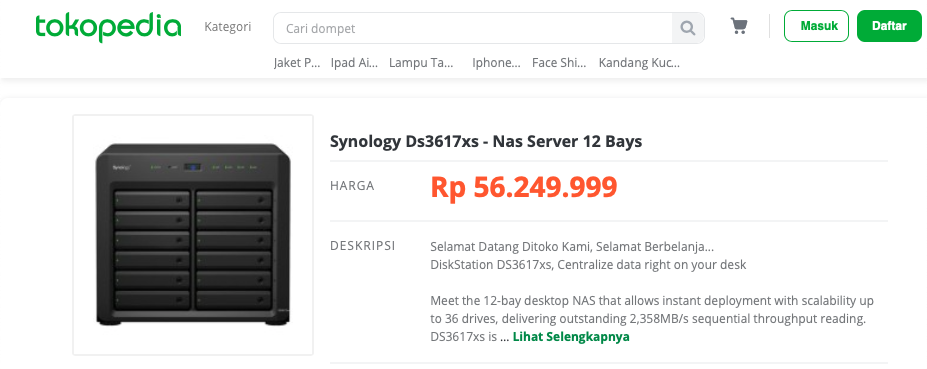 tokopedia
Kategori
Cari dompet
Masuk
Daftar
Jaket P... Ipad Ai... Lampu Ta... Iphone... Face Shi... Kandang Kuc...
Synology Ds3617xs - Nas Server 12 Bays
HARGA
Rp 56.249.999
DESKRIPSI
Selamat Datang Ditoko Kami, Selamat Berbelanja...
DiskStation DS3617xs, Centralize data right on your desk
Meet the 12-bay desktop NAS that allows instant deployment with scalability up
to 36 drives, delivering outstanding 2,358MB/s sequential throughput reading.
DS3617xs is ... Lihat Selengkapnya
Synology